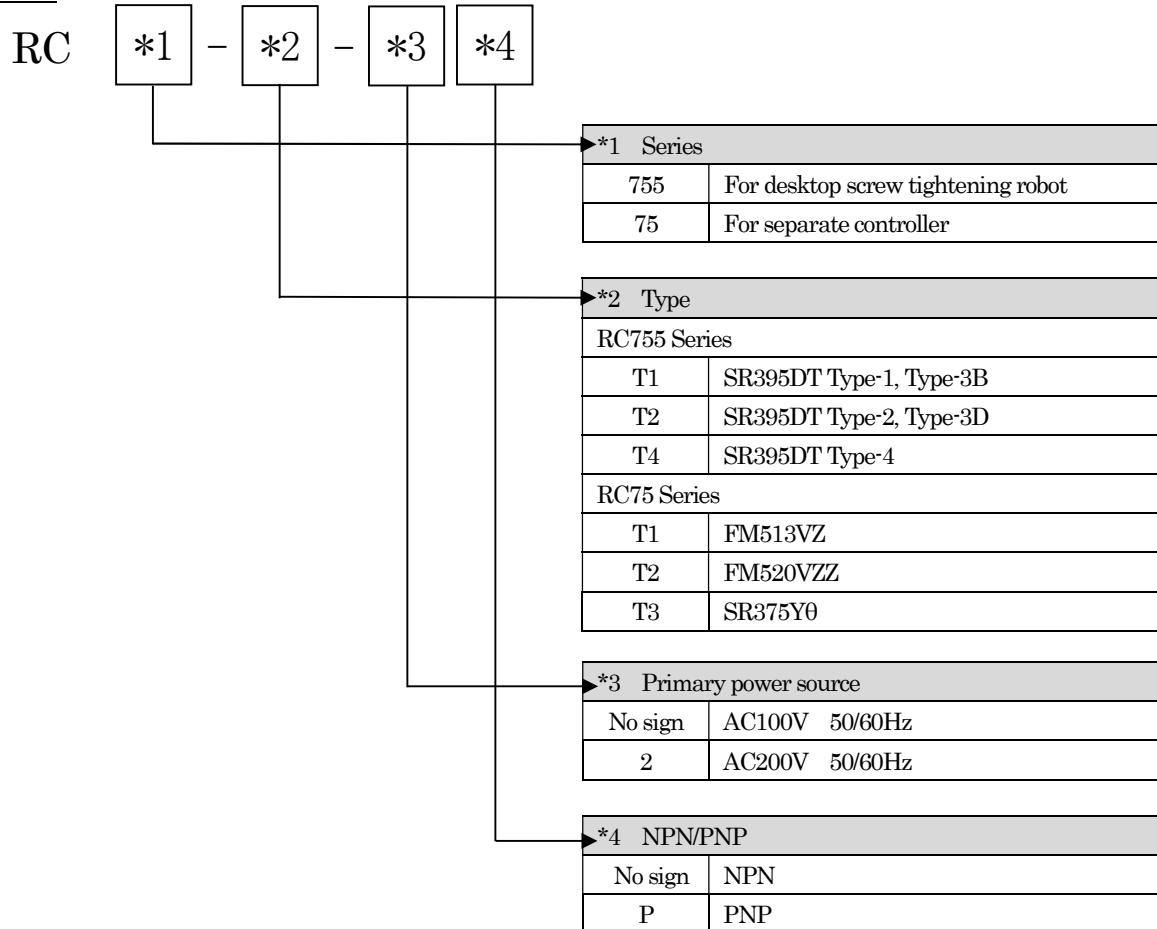 RC *1 - *2 - *3 *4
*1 Series
755 For desktop screw tightening robot
75 For separate controller
*2 Type
RC755 Series
T1 SR395DT Type-1, Type-3B
T2 SR395DT Type-2, Type-3D
T4 SR395DT Type-4
RC75 Series
T1 FM513VZ
T2 FM520VZZ
T3 SR375Yθ
*3 Primary power source
No sign AC100V 50/60Hz
2 AC200V 50/60Hz
*4 NPN/PNP
No sign NPN
P PNP